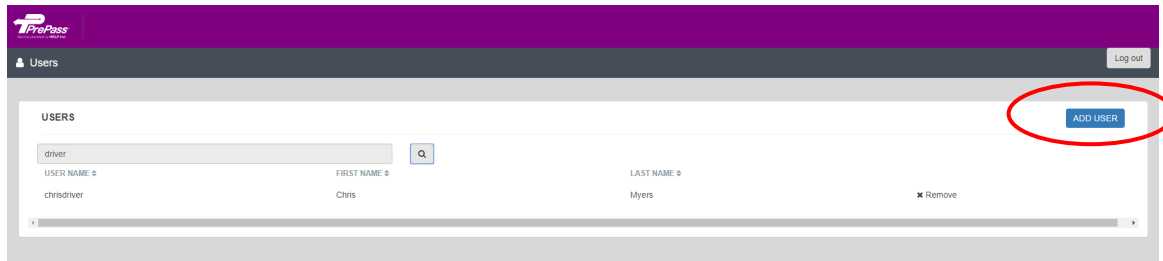 PrePass
Users
Log out
USERS
ADD USER
driver
USER NAME FIRST NAME LAST NAME
chrisdriver Chris Myers Remove